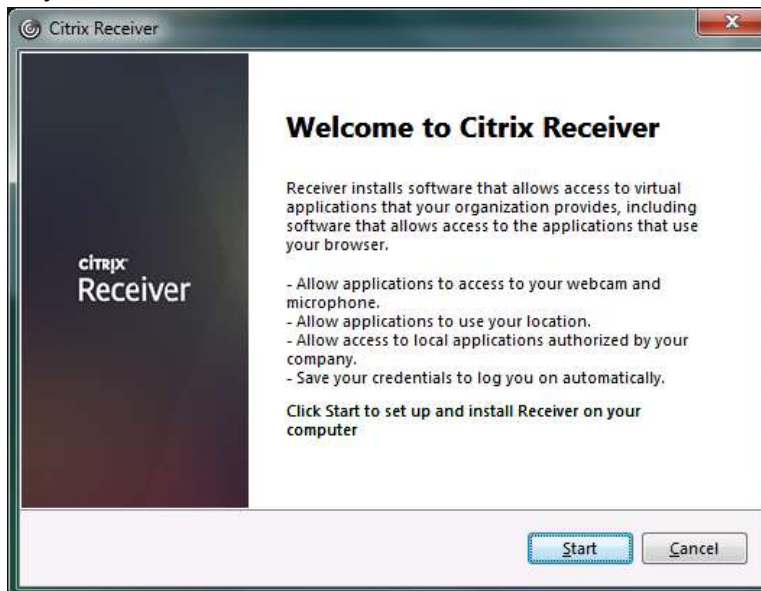 Citrix Receiver
X
Welcome to Citrix Receiver
Receiver installs software that allows access to virtual
applications that your organization provides, including
software that allows access to the applications that use
your browser.
- Allow applications to access to your webcam and
microphone.
- Allow applications to use your location.
- Allow access to local applications authorized by your
company.
- Save your credentials to log you on automatically.
Click Start to set up and install Receiver on your
computer
CİTRIX
Receiver
Start
Cancel